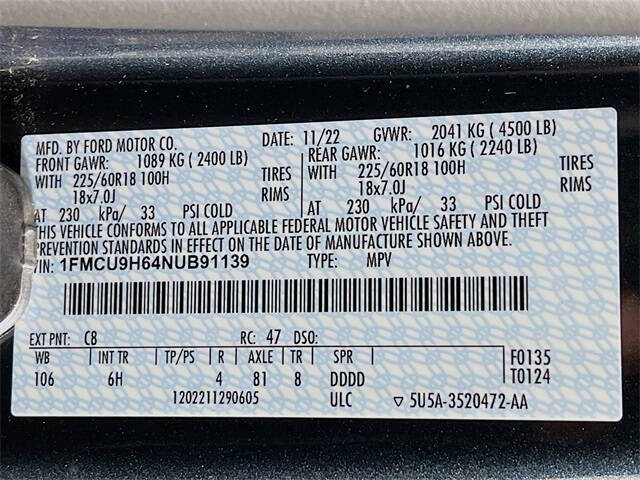 MFD. BY FORD MOTOR CO. DATE: 11/22 GVWR: 2041 KG ( 4500 LB)
FRONT GAWR: 1089 KG ( 2400 LB) REAR GAWR: 1016 KG ( 2240 LB)
WITH 225/60R18 100H TIRES WITH 225/60R18 100H TIRES
18x7.0J RIMS 18x7.0J RIMS
AT 230 kPa/ 33 PSI COLD AT 230 kPa/ 33 PSI COLD
THIS VEHICLE CONFORMS TO ALL APPLICABLE FEDERAL MOTOR VEHICLE SAFETY AND THEFT
PREVENTION STANDARDS IN EFFECT ON THE DATE OF MANUFACTURE SHOWN ABOVE.
VIN: 1FMCU9H64NUB91139 TYPE: MPV
EXT PNT: C8 RC: 47 DSO:
WB INT TR TP/PS R AXLE TR SPR F0135
106 6H 4 81 8 DDDD T0124
1202211290605 ULC ▽ 5U5A-3520472-AA